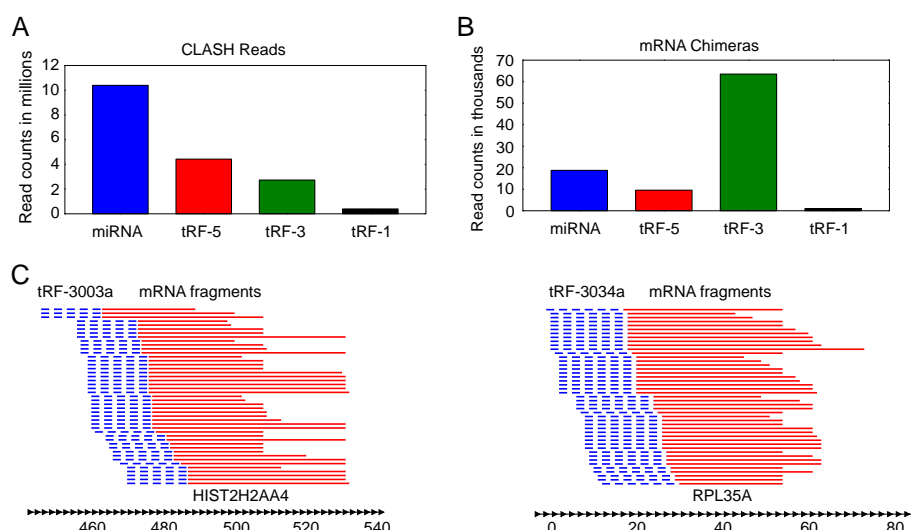 A
CLASH Reads
Read counts in millions
12
10
8
6
4
2
0
miRNA tRF-5 tRF-3 tRF-1
B
mRNA Chimeras
Read counts in thousands
70
60
50
40
30
20
10
0
miRNA tRF-5 tRF-3 tRF-1
C
tRF-3003a mRNA fragments
HIST2H2AA4
460 480 500 520 540
tRF-3034a mRNA fragments
RPL35A
0 20 40 60 80